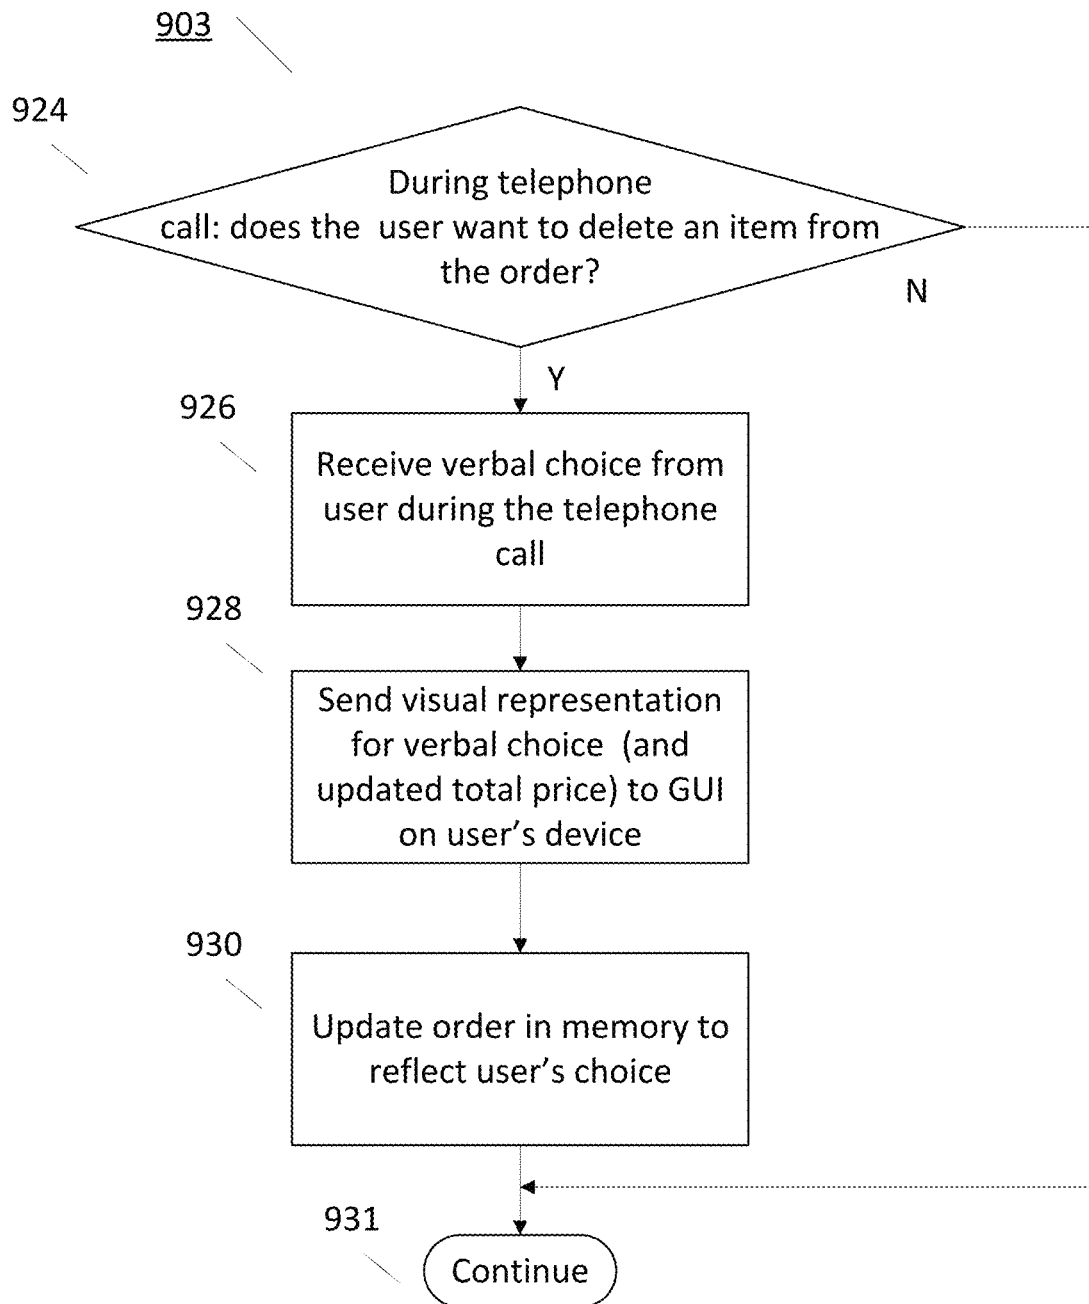 903
924
During telephone
call: does the  user want to delete an item from
the order?
N
Y
926
Receive verbal choice from
user during the telephone
call
928
Send visual representation
for verbal choice  (and
updated total price) to GUI
on user’s device
930
Update order in memory to
reflect user’s choice
931
Continue